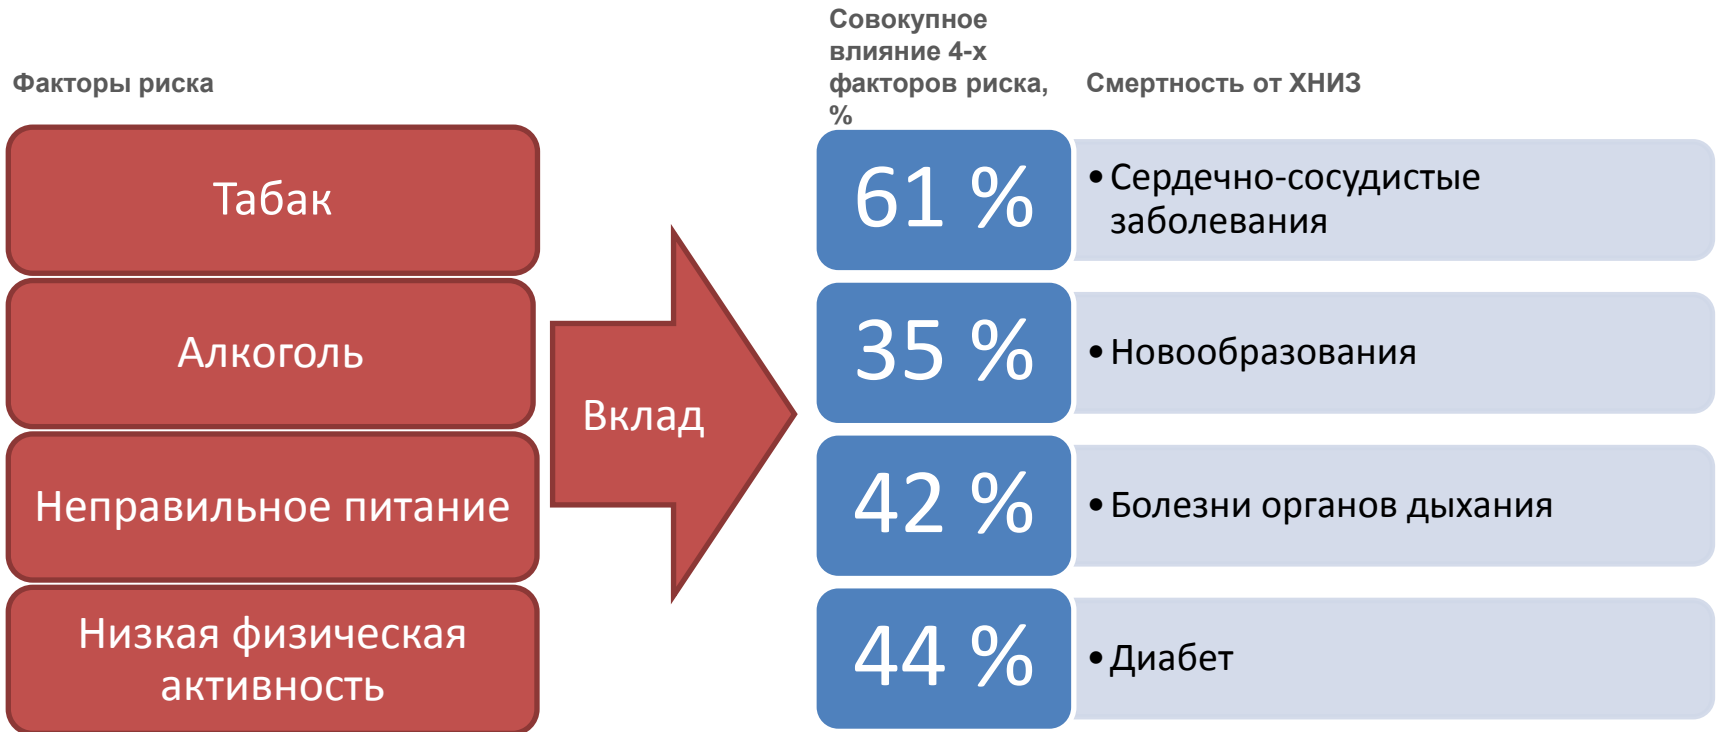 Факторы риска
Совокупное
влияние 4-х
факторов риска,
%
Смертность от ХНИЗ
Табак
Алкоголь
Неправильное питание
Низкая физическая
активность
Вклад
61 %
• Сердечно-сосудистые
заболевания
35 %
• Новообразования
42 %
• Болезни органов дыхания
44 %
• Диабет